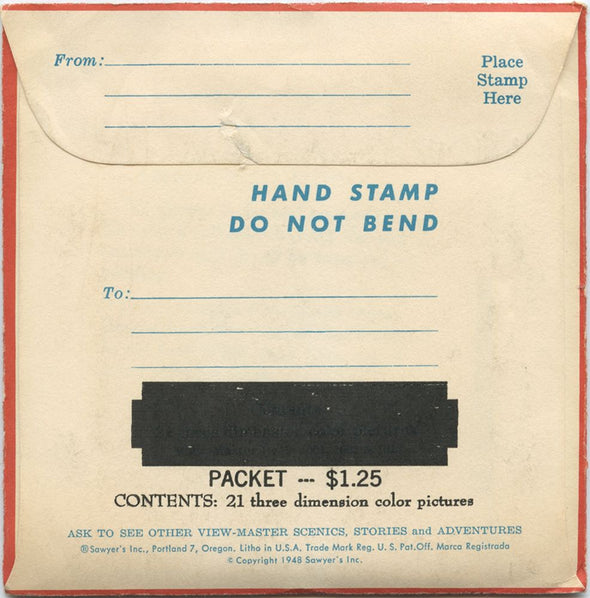 From:
Place
Stamp
Here
HAND STAMP
DO NOT BEND
To:
PACKET --- $1.25
CONTENTS: 21 three dimension color pictures
ASK TO SEE OTHER VIEW-MASTER SCENICS, STORIES and ADVENTURES
®Sawyer's Inc., Portland 7, Oregon. Litho in U.S.A. Trade Mark Reg. U. S. Pat.Off. Marca Registrada
© Copyright 1948 Sawyer's Inc.